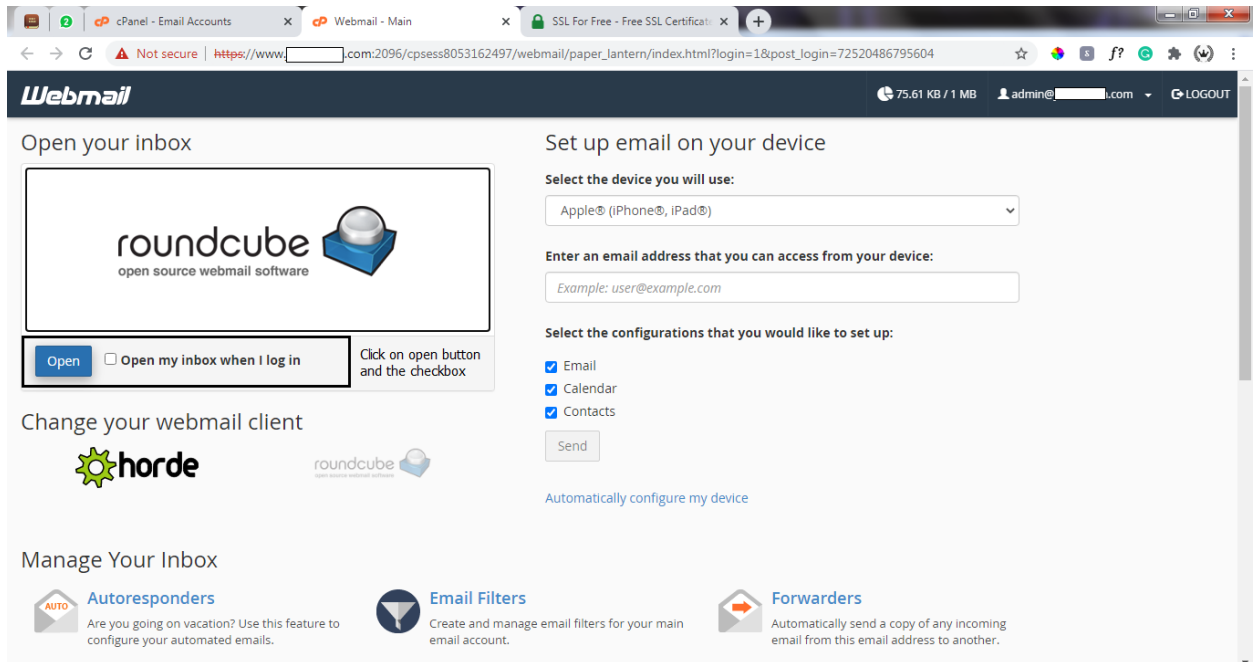 cPanel - Email Accounts
Webmail - Main
SSL For Free - Free SSL Certificat
Not secure | https://www. .com:2096/cpsess8053162497/webmail/paper_lantern/index.html?login=1&post_login=72520486795604
Webmail
75.61 KB / 1 MB admin@ .com LOGOUT
Open your inbox
roundcube
open source webmail software
Open
Open my inbox when I log in
Click on open button
and the checkbox
Change your webmail client
horde
roundcube
open source webmail software
Set up email on your device
Select the device you will use:
Apple® (iPhone®, iPad®)
Enter an email address that you can access from your device:
Example: user@example.com
Select the configurations that you would like to set up:
Email
Calendar
Contacts
Send
Automatically configure my device
Manage Your Inbox
AUTO
Autoresponders
Are you going on vacation? Use this feature to
configure your automated emails.
Email Filters
Create and manage email filters for your main
email account.
Forwarders
Automatically send a copy of any incoming
email from this email address to another.